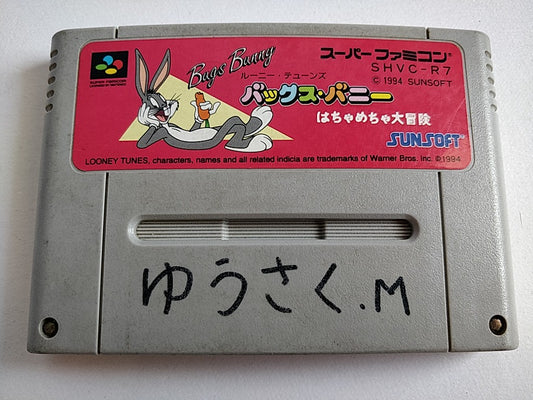 SUPER FAMICOM
Bugs Bunny
ルーニー・テューンズ
バックス・バニー
はちゃめちゃ大冒険
スーパーファミコン
SHVC-R7
© 1994 SUNSOFT
SUNSOFT
LOONEY TUNES, characters, names and all related indicia are trademarks of Warner Bros. Inc. ©1994
ゆうさく.M